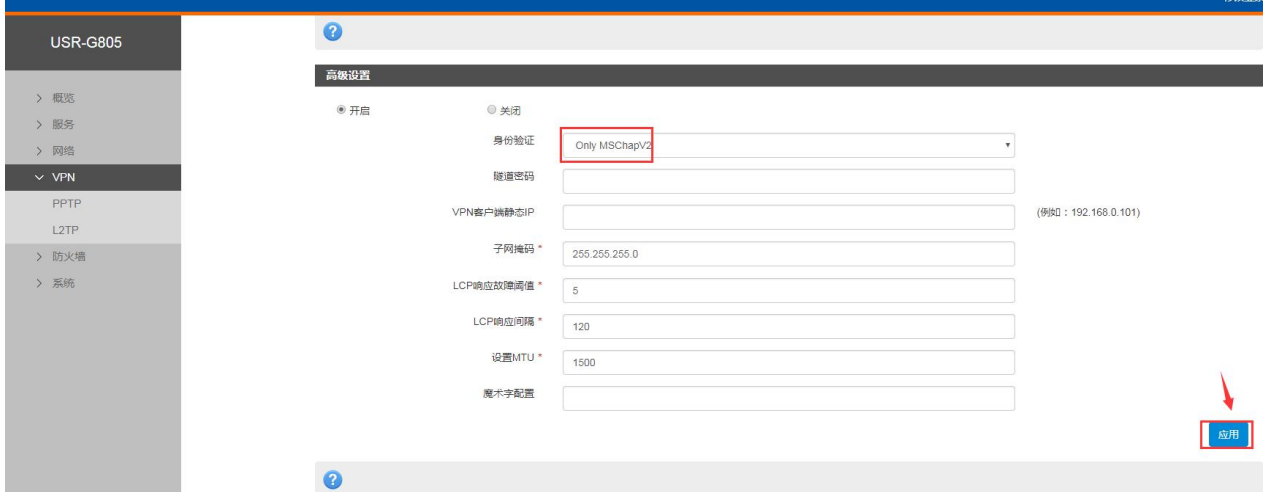 USR-G805
概览
服务
网络
VPN
PPTP
L2TP
防火墙
系统
?
高级设置
开启 关闭
身份验证 Only MSChapV2
隧道密码
VPN客户端静态IP (例如：192.168.0.101)
子网掩码 * 255.255.255.0
LCP响应故障阈值 * 5
LCP响应间隔 * 120
设置MTU * 1500
魔术字配置
应用
?